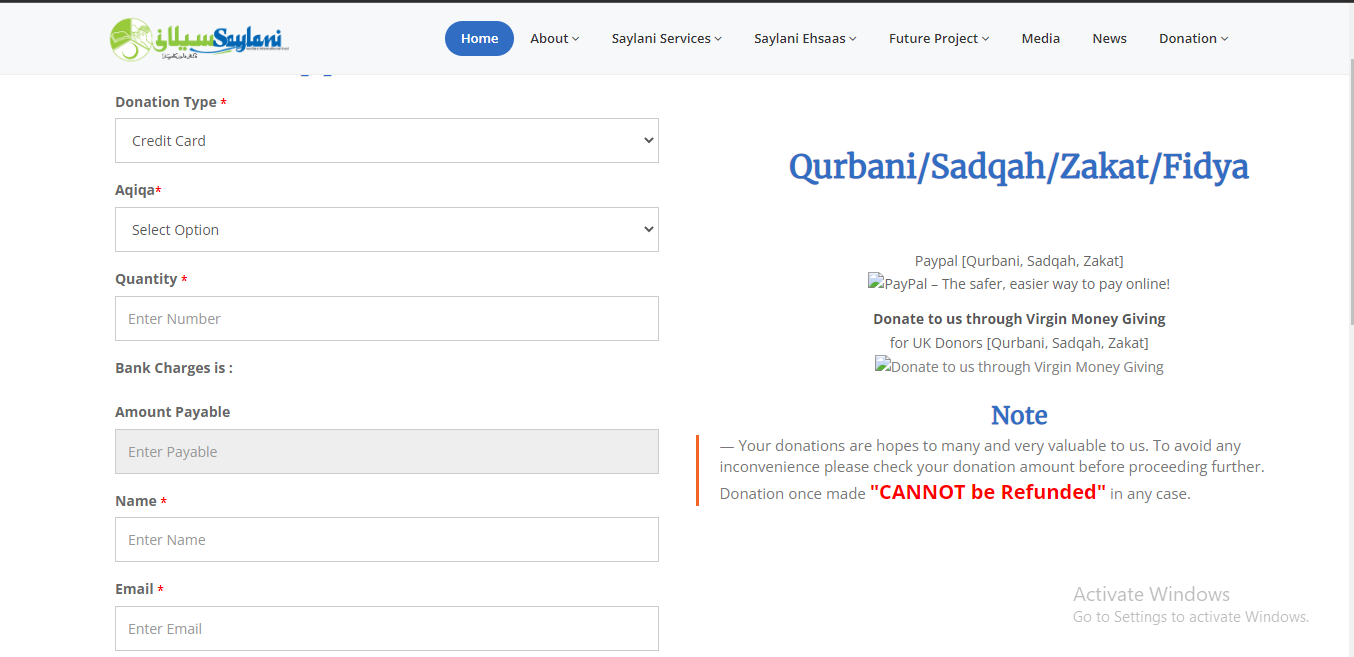 سیلانی Saylani
Home
About
Saylani Services
Saylani Ehsaas
Future Project
Media
News
Donation
Donation Type *
Credit Card
Aqiqa*
Select Option
Quantity *
Enter Number
Bank Charges is :
Amount Payable
Enter Payable
Name *
Enter Name
Email *
Enter Email
Qurbani/Sadqah/Zakat/Fidya
Paypal [Qurbani, Sadqah, Zakat]
PayPal – The safer, easier way to pay online!
Donate to us through Virgin Money Giving
for UK Donors [Qurbani, Sadqah, Zakat]
Donate to us through Virgin Money Giving
Note
— Your donations are hopes to many and very valuable to us. To avoid any
inconvenience please check your donation amount before proceeding further.
Donation once made "CANNOT be Refunded" in any case.
Activate Windows
Go to Settings to activate Windows.